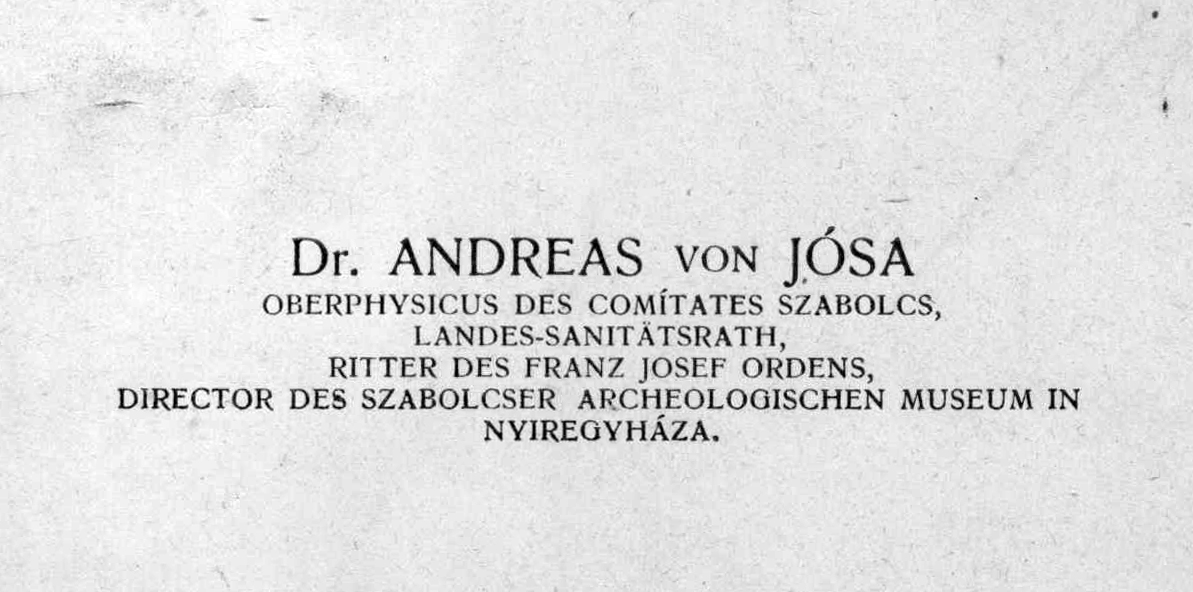 Dr. ANDREAS VON JÓSA
OBERPHYSICUS DES COMÍTATES SZABOLCS,
LANDES-SANITÄTSRATH,
RITTER DES FRANZ JOSEF ORDENS,
DIRECTOR DES SZABOLCSER ARCHEOLOGISCHEN MUSEUM IN
NYIREGYHÁZA.